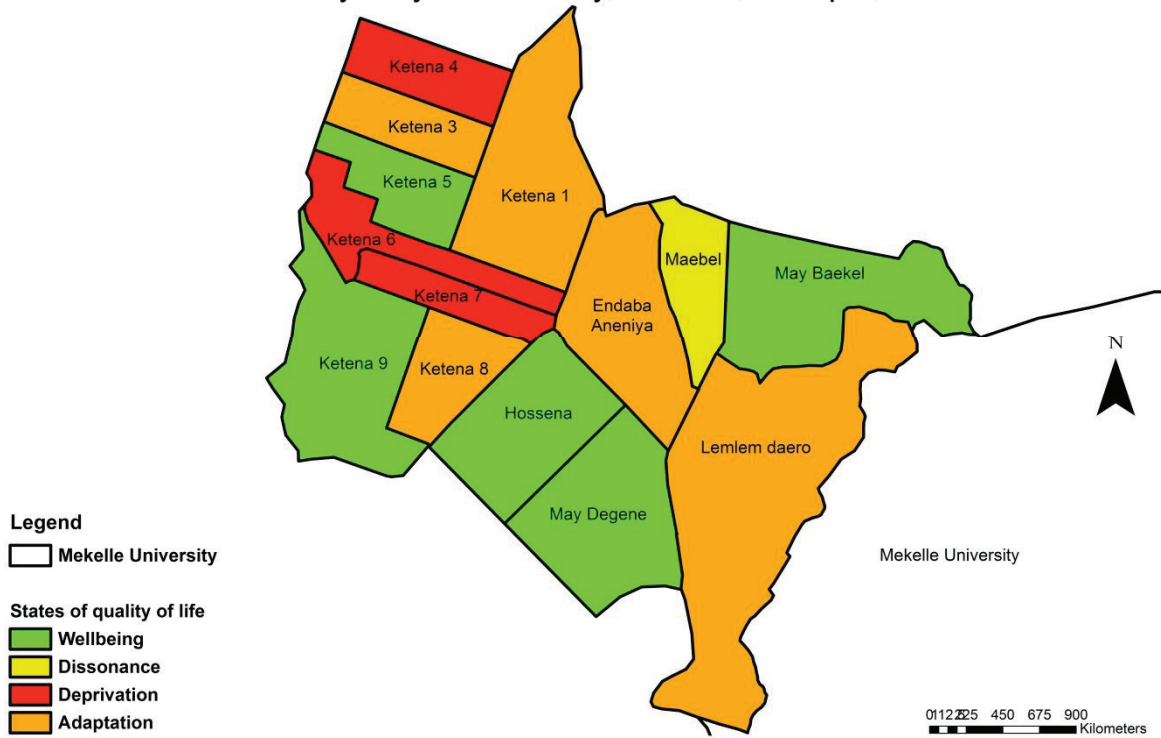 Ketena 4
Ketena 3
Ketena 5
Ketena 1
Ketena 6
Maebel
May Baekel
Ketena 7
Endaba
Aneniya
Ketena 9
Ketena 8
N
Hossena
Lemlem daero
May Degene
Mekelle University
Legend
Mekelle University
States of quality of life
Wellbeing
Dissonance
Deprivation
Adaptation
450 675 900
Kilometers